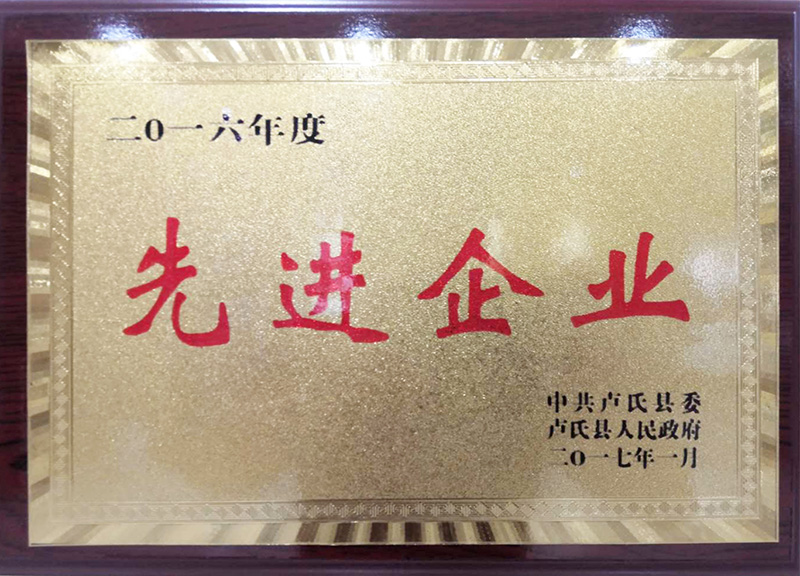 二0一六年度
先进企业
中共卢氏县委
卢氏县人民政府
二0一七年一月